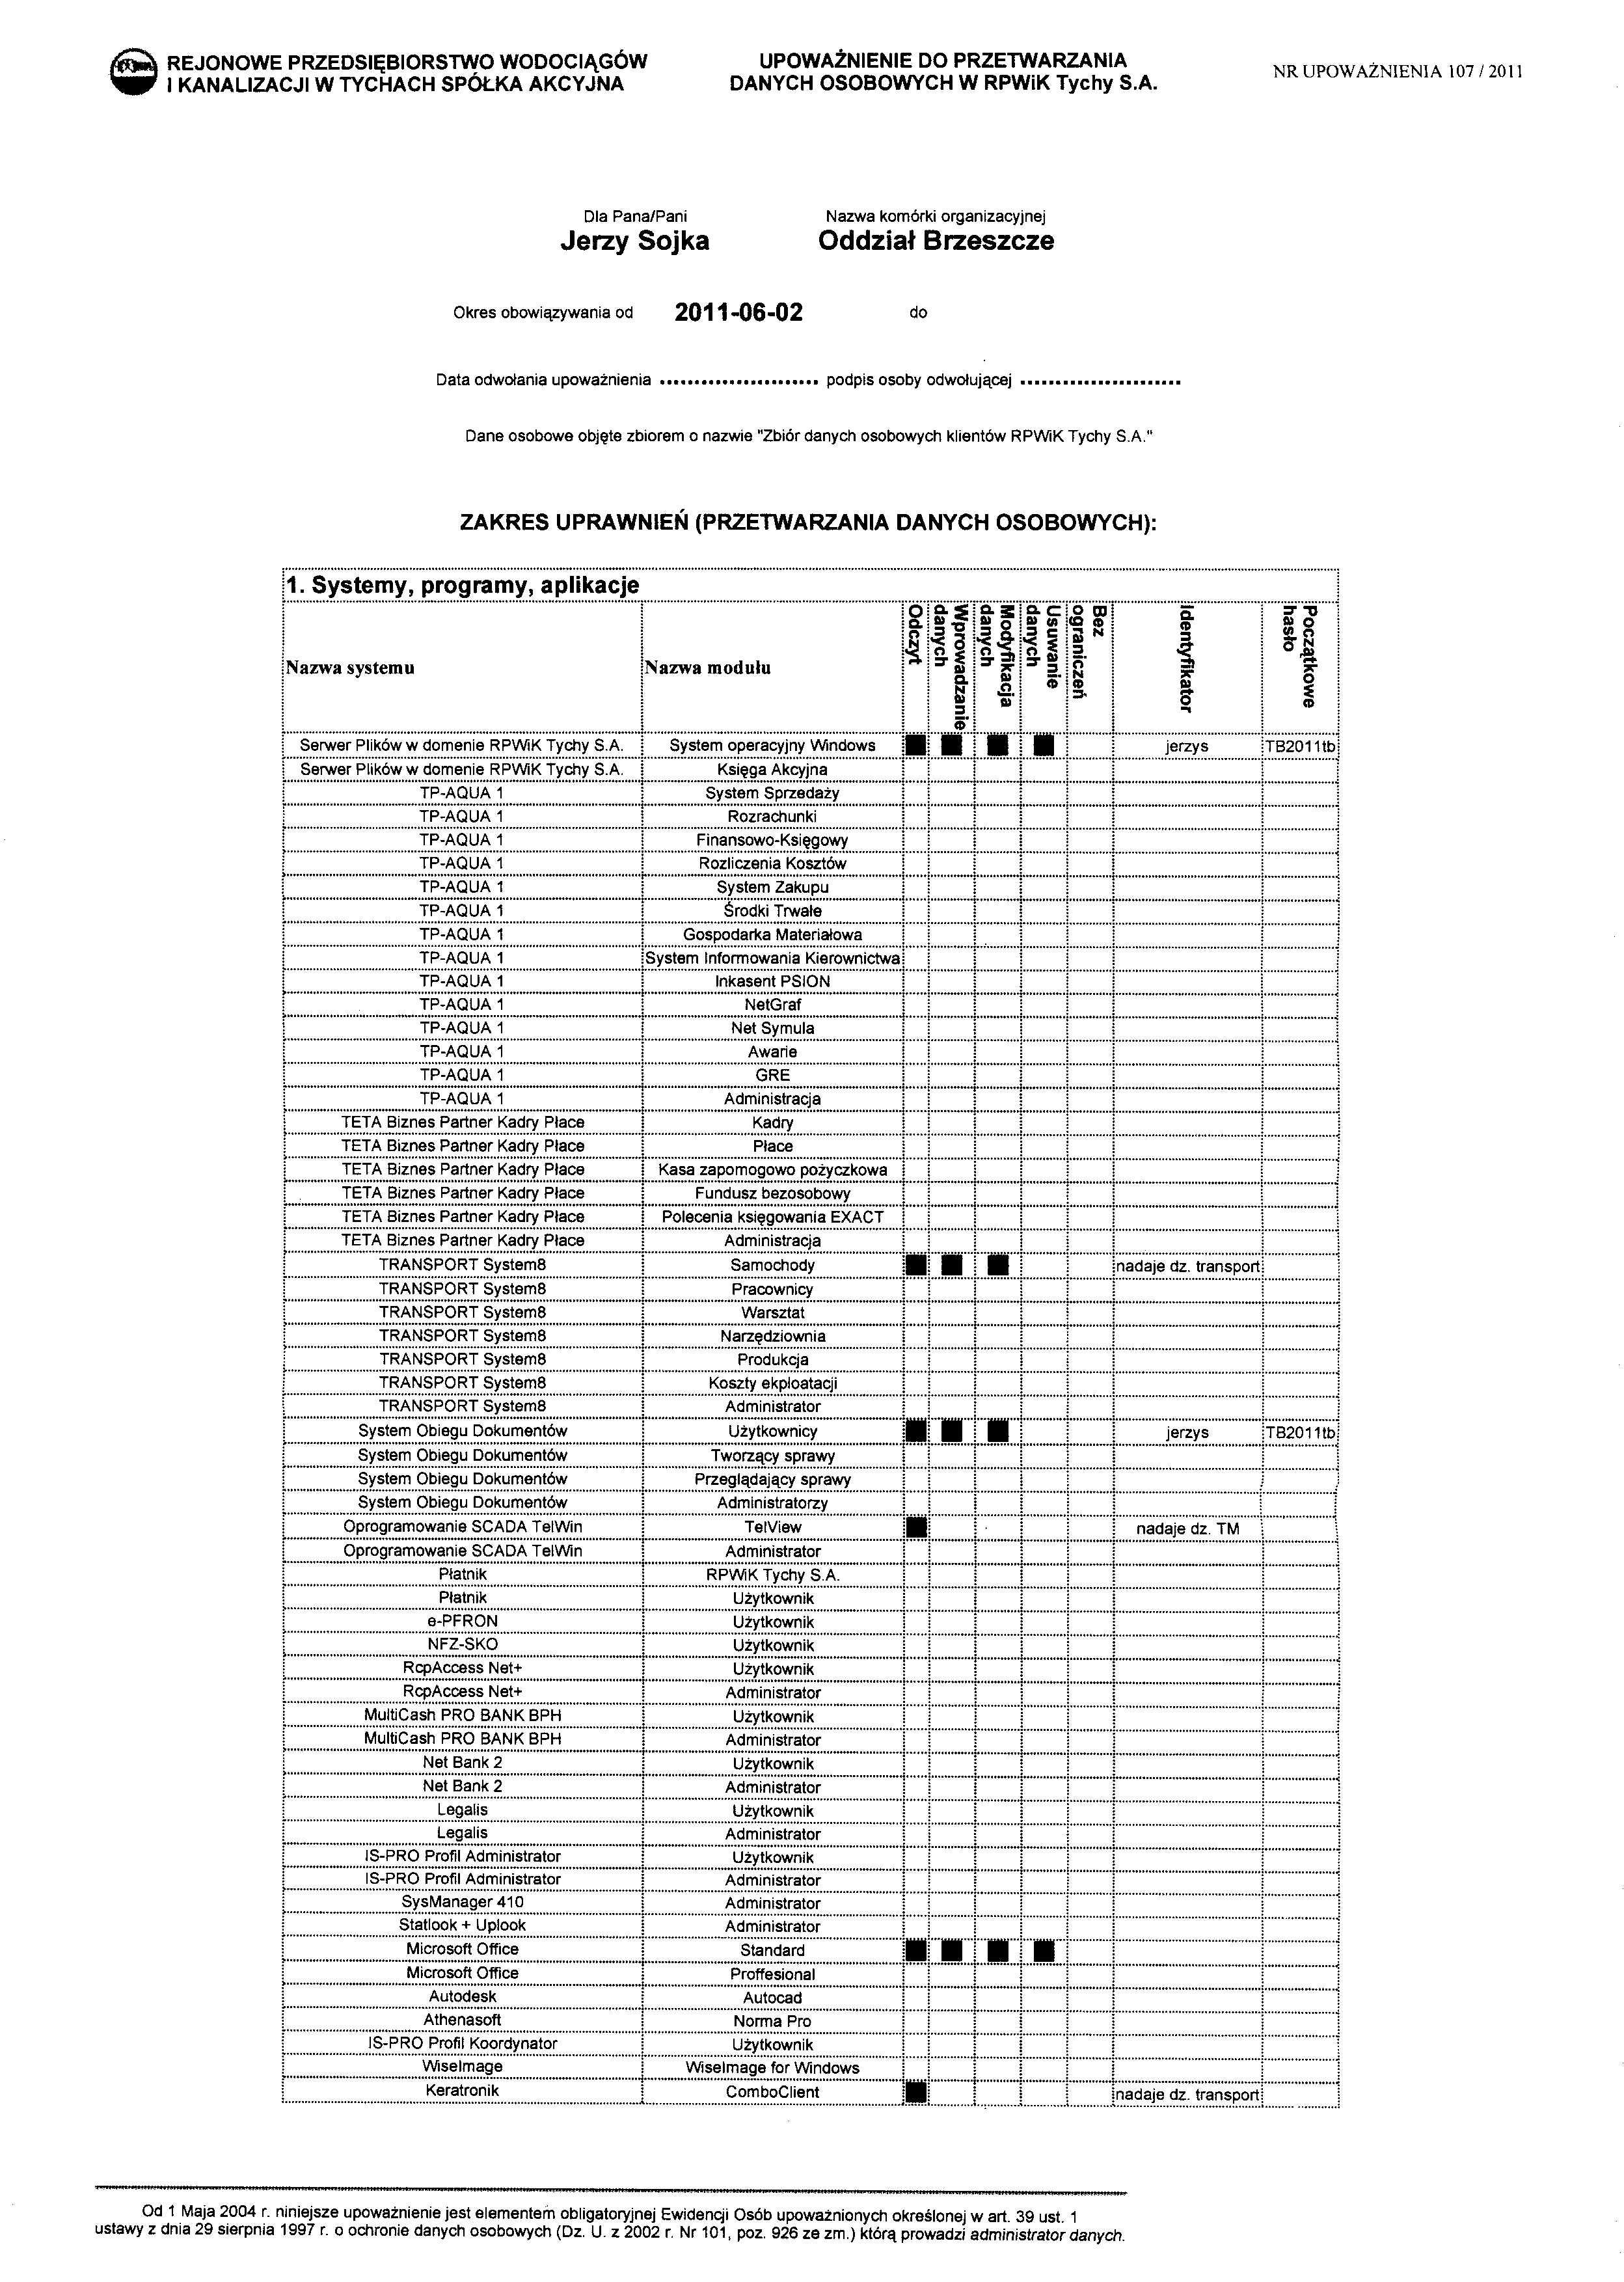 REJONOWE PRZEDSIĘBIORSTWO WODOCIĄGÓW
I KANALIZACJI W TYCHACH SPÓŁKA AKCYJNA
UPOWAŻNIENIE DO PRZETWARZANIA
DANYCH OSOBOWYCH W RPWiK Tychy S.A.
NR UPOWAŻNIENIA 107 / 2011
Dla Pana/Pani Nazwa komórki organizacyjnej
Jerzy Sojka Oddział Brzeszcze
Okres obowiązywania od 2011-06-02 do
Data odwołania upoważnienia ....................... podpis osoby odwołującej .......................
Dane osobowe objęte zbiorem o nazwie "Zbiór danych osobowych klientów RPWiK Tychy S.A."
ZAKRES UPRAWNIEŃ (PRZETWARZANIA DANYCH OSOBOWYCH):
1. Systemy, programy, aplikacje
Nazwa systemu Nazwa modułu Odczyt Wprowadzanie danych Modyfikacja danych Usuwanie danych Bez ograniczeń Identyfikator Początkowe hasło
Serwer Plików w domenie RPWiK Tychy S.A. System operacyjny Windows ■ ■ ■ ■ jerzys TB2011tb
Serwer Plików w domenie RPWiK Tychy S.A. Księga Akcyjna
TP-AQUA 1 System Sprzedaży
TP-AQUA 1 Rozrachunki
TP-AQUA 1 Finansowo-Księgowy
TP-AQUA 1 Rozliczenia Kosztów
TP-AQUA 1 System Zakupu
TP-AQUA 1 Środki Trwałe
TP-AQUA 1 Gospodarka Materiałowa
TP-AQUA 1 System Informowania Kierownictwa
TP-AQUA 1 Inkasent PSION
TP-AQUA 1 NetGraf
TP-AQUA 1 Net Symula
TP-AQUA 1 Awarie
TP-AQUA 1 GRE
TP-AQUA 1 Administracja
TETA Biznes Partner Kadry Płace Kadry
TETA Biznes Partner Kadry Płace Płace
TETA Biznes Partner Kadry Płace Kasa zapomogowo pożyczkowa
TETA Biznes Partner Kadry Płace Fundusz bezosobowy
TETA Biznes Partner Kadry Płace Polecenia księgowania EXACT
TETA Biznes Partner Kadry Płace Administracja
TRANSPORT System8 Samochody ■ ■ ■ nadaje dz. transport
TRANSPORT System8 Pracownicy
TRANSPORT System8 Warsztat
TRANSPORT System8 Narzędziownia
TRANSPORT System8 Produkcja
TRANSPORT System8 Koszty ekploatacji
TRANSPORT System8 Administrator
System Obiegu Dokumentów Użytkownicy ■ ■ ■ jerzys TB2011tb
System Obiegu Dokumentów Tworzący sprawy
System Obiegu Dokumentów Przeglądający sprawy
System Obiegu Dokumentów Administratorzy
Oprogramowanie SCADA TelWin TelView ■ nadaje dz. TM
Oprogramowanie SCADA TelWin Administrator
Płatnik RPWiK Tychy S.A.
Płatnik Użytkownik
e-PFRON Użytkownik
NFZ-SKO Użytkownik
RcpAccess Net+ Użytkownik
RcpAccess Net+ Administrator
MultiCash PRO BANK BPH Użytkownik
MultiCash PRO BANK BPH Administrator
Net Bank 2 Użytkownik
Net Bank 2 Administrator
Legalis Użytkownik
Legalis Administrator
IS-PRO Profil Administrator Użytkownik
IS-PRO Profil Administrator Administrator
SysManager 410 Administrator
Statlook + Uplook Administrator
Microsoft Office Standard ■ ■ ■ ■
Microsoft Office Proffesional
Autodesk Autocad
Athenasoft Norma Pro
IS-PRO Profil Koordynator Użytkownik
WiseImage WiseImage for Windows
Keratronik ComboClient ■ nadaje dz. transport
Od 1 Maja 2004 r. niniejsze upoważnienie jest elementem obligatoryjnej Ewidencji Osób upoważnionych określonej w art. 39 ust. 1
ustawy z dnia 29 sierpnia 1997 r. o ochronie danych osobowych (Dz. U. z 2002 r. Nr 101, poz. 926 ze zm.) którą prowadzi administrator danych.